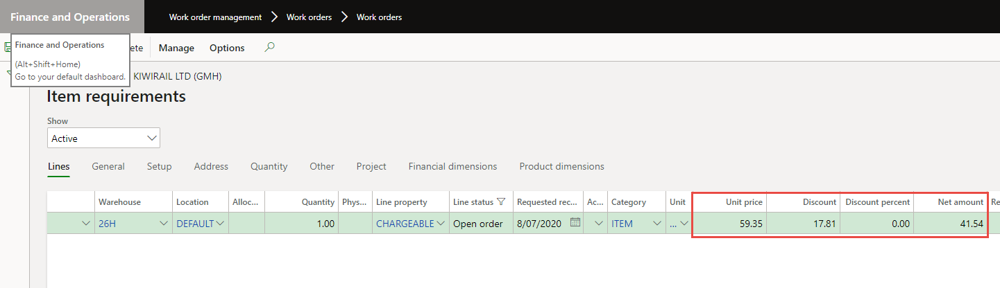 Finance and Operations
Work order management Work orders Work orders
Finance and Operations
(Alt+Shift+Home)
Go to your default dashboard.
ete Manage Options
KIWIRAIL LTD (GMH)
Item requirements
Show
Active
Lines General Setup Address Quantity Other Project Financial dimensions Product dimensions
Warehouse Location Alloc... Quantity Phys... Line property Line status Requested rec... Ac... Category Unit Unit price Discount Discount percent Net amount Re
26H DEFAULT 1.00 CHARGEABLE Open order 8/07/2020 ITEM ... 59.35 17.81 0.00 41.54